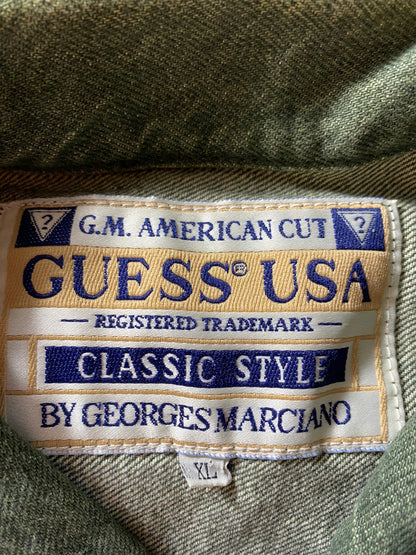 ? G.M. AMERICAN CUT ?
GUESS® USA
— REGISTERED TRADEMARK —
CLASSIC STYLE
BY GEORGES MARCIANO
XL